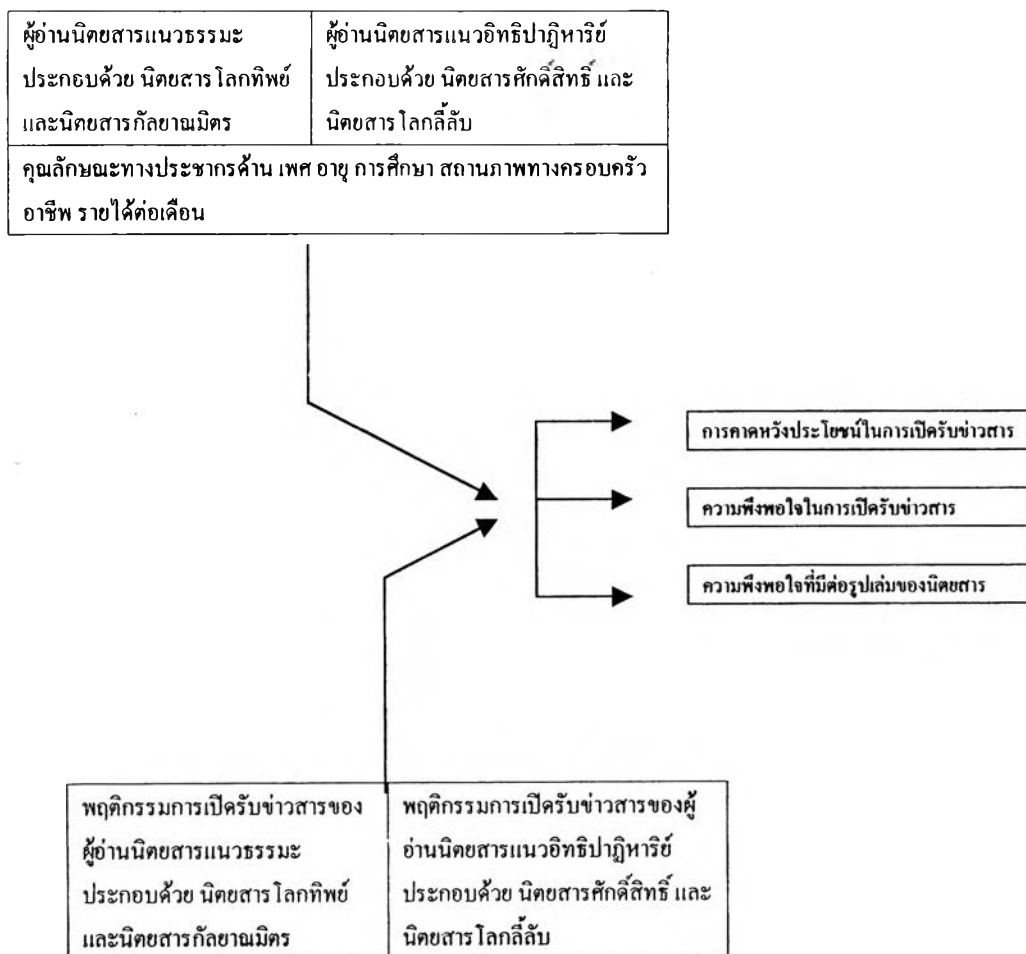 ผู้อ่านนิตยสารแนวธรรมะ
ประกอบด้วย นิตยสารโลกทิพย์
และนิตยสารกัลยาณมิตร
ผู้อ่านนิตยสารแนวอิทธิปาฏิหาริย์
ประกอบด้วย นิตยสารศักดิ์สิทธิ์ และ
นิตยสารโลกลี้ลับ
คุณลักษณะทางประชากรด้าน เพศ อายุ การศึกษา สถานภาพทางครอบครัว
อาชีพ รายได้ต่อเดือน
การคาดหวังประโยชน์ในการเปิดรับข่าวสาร
ความพึงพอใจในการเปิดรับข่าวสาร
ความพึงพอใจที่มีต่อรูปเล่มของนิตยสาร
พฤติกรรมการเปิดรับข่าวสารของ
ผู้อ่านนิตยสารแนวธรรมะ
ประกอบด้วย นิตยสารโลกทิพย์
และนิตยสารกัลยาณมิตร
พฤติกรรมการเปิดรับข่าวสารของผู้
อ่านนิตยสารแนวอิทธิปาฏิหาริย์
ประกอบด้วย นิตยสารศักดิ์สิทธิ์ และ
นิตยสารโลกลี้ลับ